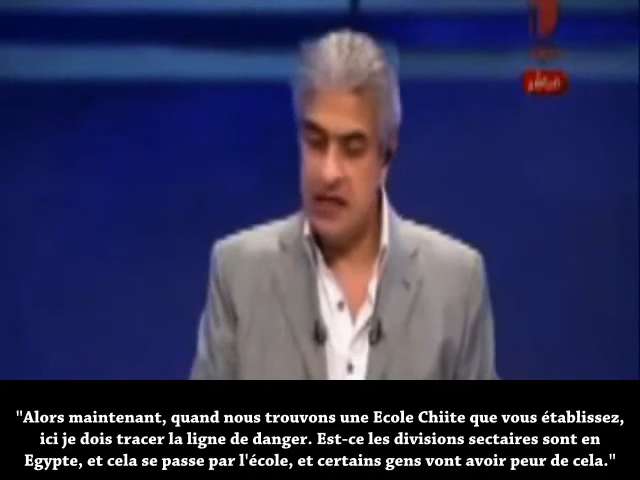 1
مباشر
"Alors maintenant, quand nous trouvons une Ecole Chiite que vous établissez,
ici je dois tracer la ligne de danger. Est-ce les divisions sectaires sont en
Egypte, et cela se passe par l'école, et certains gens vont avoir peur de cela."